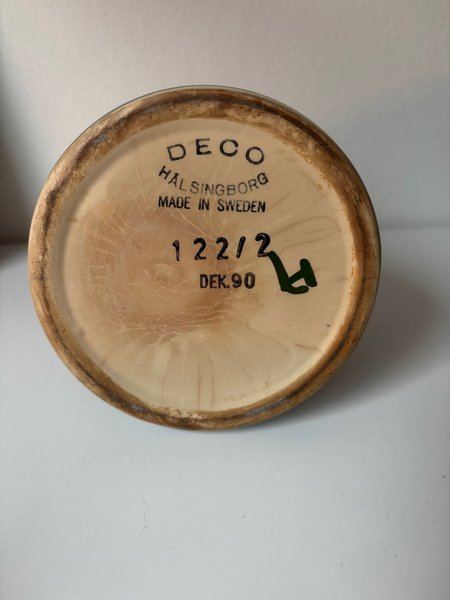 DECO
HÄLSINGBORG
MADE IN SWEDEN
122/2
DEK.90